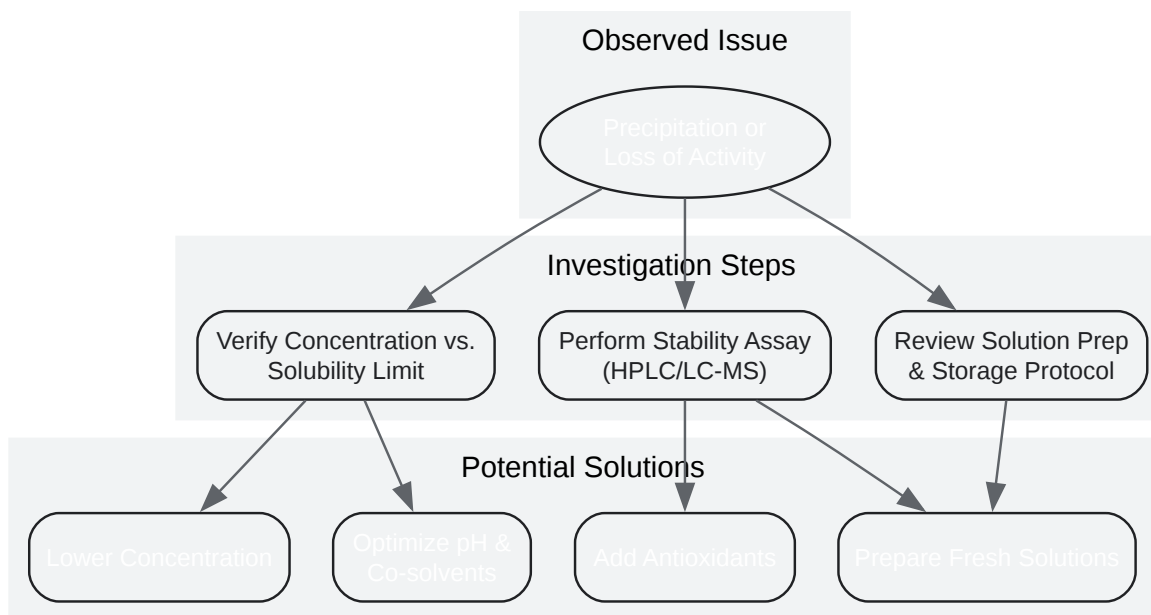 Observed Issue
Precipitation or
Loss of Activity
Investigation Steps
Verify Concentration vs.
Solubility Limit
Perform Stability Assay
(HPLC/LC-MS)
Review Solution Prep
& Storage Protocol
Potential Solutions
Lower Concentration
Optimize pH &
Co-solvents
Add Antioxidants
Prepare Fresh Solutions